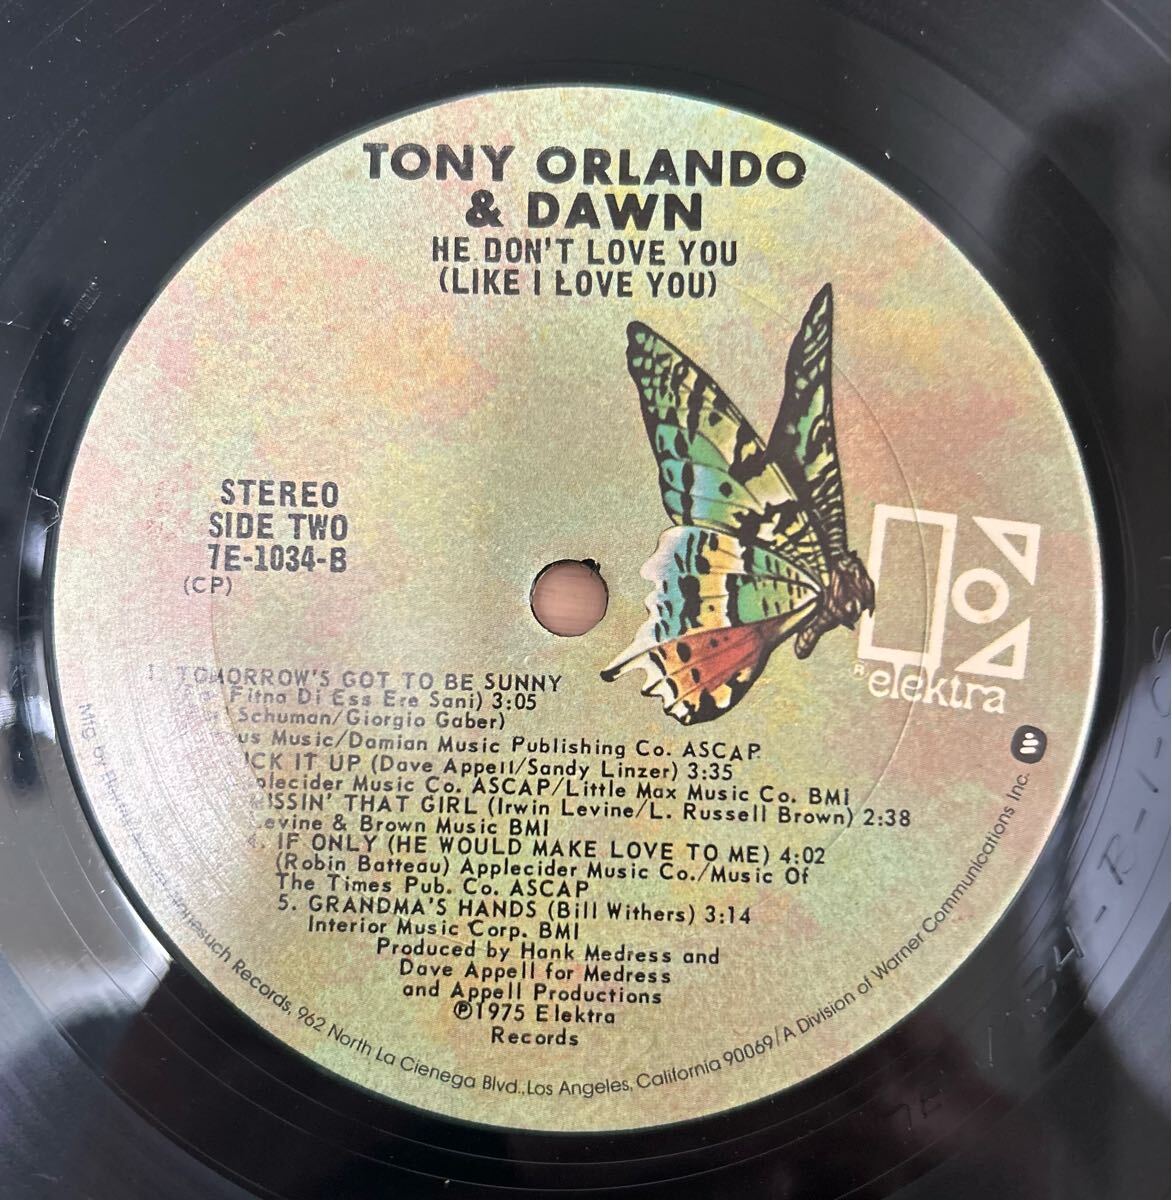 TONY ORLANDO
& DAWN
HE DON'T LOVE YOU
(LIKE I LOVE YOU)
STEREO
SIDE TWO
7E-1034-B
(CP)
elektra
1. TOMORROW'S GOT TO BE SUNNY
Fitna Di Ess Ere Sani) 3:05
Schuman/Giorgio Gaber)
Music/Damian Music Publishing Co. ASCAP
IT UP (Dave Appell/Sandy Linzer) 3:35
Applecider Music Co. ASCAP/Little Max Music Co. BMI
MISSIN' THAT GIRL (Irwin Levine/L. Russell Brown) 2:38
Levine & Brown Music BMI
4. IF ONLY (HE WOULD MAKE LOVE TO ME) 4:02
(Robin Batteau) Applecider Music Co./Music Of
The Times Pub. Co. ASCAP
5. GRANDMA'S HANDS (Bill Withers) 3:14
Interior Music Corp. BMI
Produced by Hank Medress and
Dave Appell for Medress
and Appell Productions
℗1975 Elektra
Records
Mfg by Records, 962 North La Cienega Blvd., Los Angeles, California 90069/A Division of Warner Communications Inc.